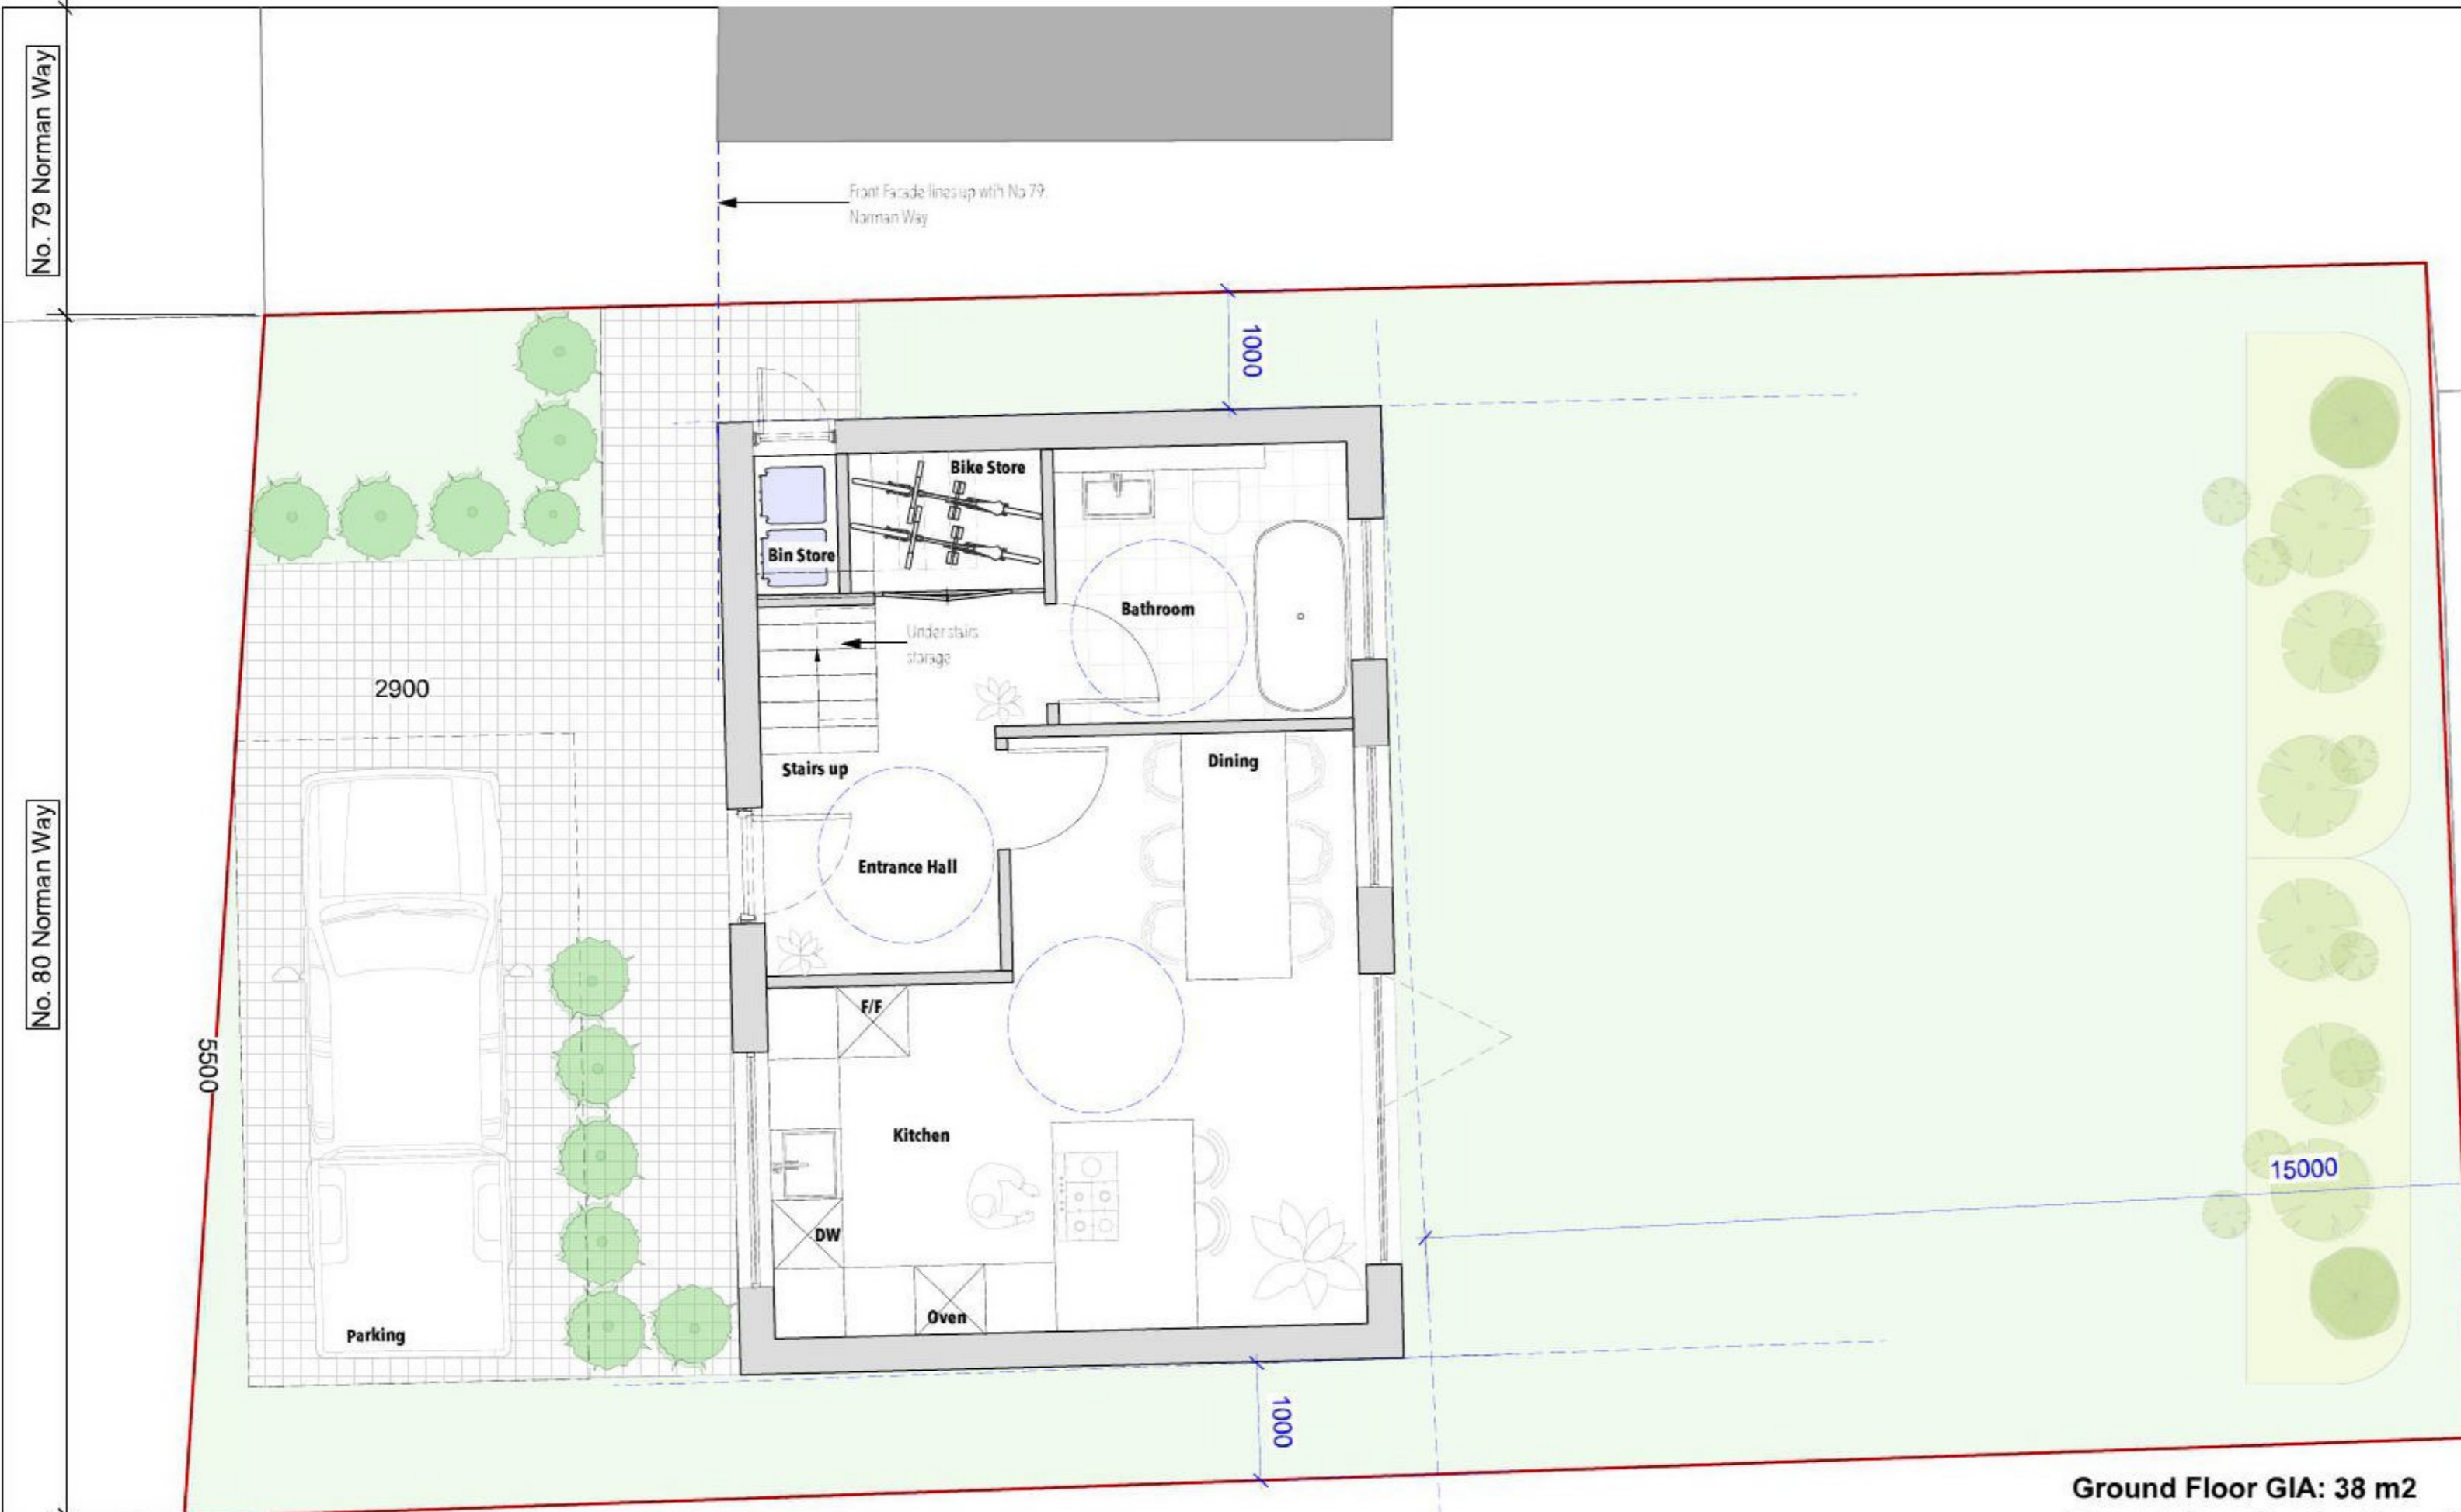 No. 79 Norman Way
Front Facade lines up wtih No 79.
Norman Way
1000
Bike Store
Bin Store
Bathroom
Under stairs
storage
2900
Stairs up
Dining
No. 80 Norman Way
Entrance Hall
F/F
5500
Kitchen
15000
DW
Oven
Parking
1000
Ground Floor GIA: 38 m2